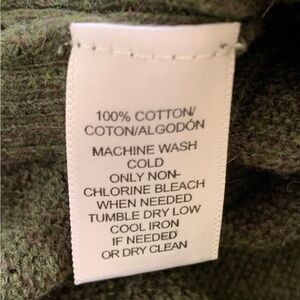 100% COTTON/
COTON/ALGODÓN
MACHINE WASH
COLD
ONLY NON-
CHLORINE BLEACH
WHEN NEEDED
TUMBLE DRY LOW
COOL IRON
IF NEEDED
OR DRY CLEAN